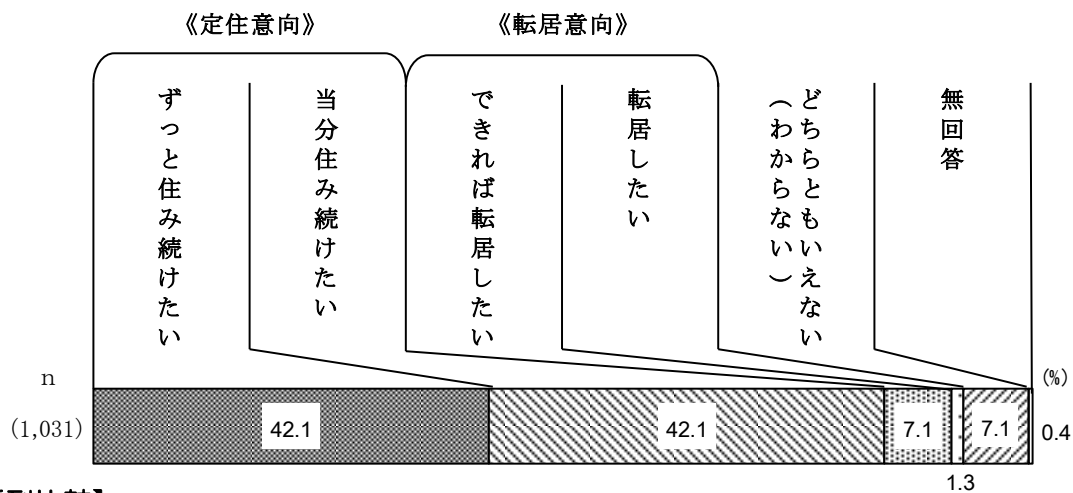 《定住意向》
《転居意向》
ずっと住み続けたい
当分住み続けたい
できれば転居したい
転居したい
どちらともいえない
(わからない)
無回答
n
(%)
(1,031)
42.1
42.1
7.1
7.1
0.4
1.3